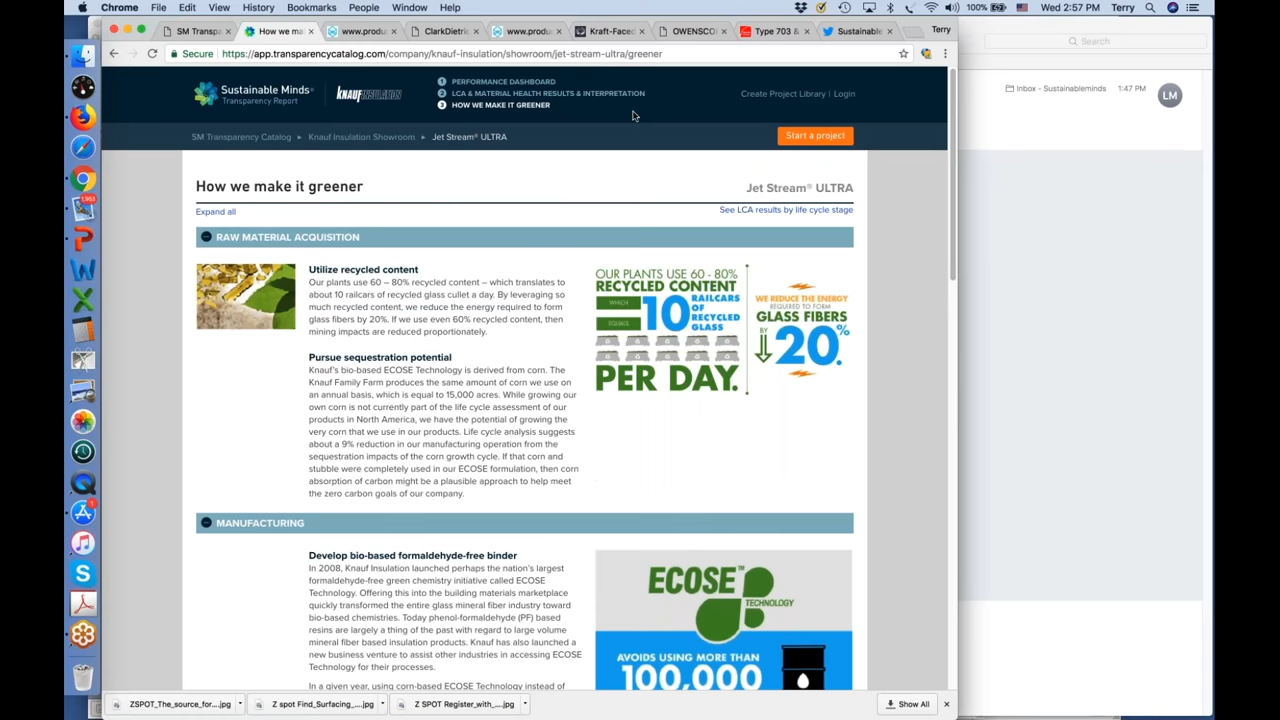 Chrome File Edit View History Bookmarks People Window Help 100% Wed 2:57 PM Terry
SM Transpa How we mak www.produ ClarkDietric www.produ Kraft-Faced OWENSCO Type 703 & Sustainable Terry
Secure https://app.transparencycatalog.com/company/knauf-insulation/showroom/jet-stream-ultra/greener
Search
Inbox - Sustainableminds 1:47 PM LM
Sustainable Minds®
Transparency Report
KNAUFINSULATION
1 PERFORMANCE DASHBOARD
2 LCA & MATERIAL HEALTH RESULTS & INTERPRETATION
3 HOW WE MAKE IT GREENER
Create Project Library | Login
SM Transparency Catalog ▸ Knauf Insulation Showroom ▸ Jet Stream® ULTRA
Start a project
How we make it greener
Jet Stream® ULTRA
Expand all
See LCA results by life cycle stage
RAW MATERIAL ACQUISITION
Utilize recycled content
Our plants use 60 – 80% recycled content – which translates to
about 10 railcars of recycled glass cullet a day. By leveraging so
much recycled content, we reduce the energy required to form
glass fibers by 20%. If we use even 60% recycled content, then
mining impacts are reduced proportionately.
Pursue sequestration potential
Knauf's bio-based ECOSE Technology is derived from corn. The
Knauf Family Farm produces the same amount of corn we use on
an annual basis, which is equal to 15,000 acres. While growing our
own corn is not currently part of the life cycle assessment of our
products in North America, we have the potential of growing the
very corn that we use in our products. Life cycle analysis suggests
about a 9% reduction in our manufacturing operation from the
sequestration impacts of the corn growth cycle. If that corn and
stubble were completely used in our ECOSE formulation, then corn
absorption of carbon might be a plausible approach to help meet
the zero carbon goals of our company.
OUR PLANTS USE 60 - 80%
RECYCLED CONTENT
WHICH
EQUALS
10 RAILCARS
OF
RECYCLED
GLASS
PER DAY.
WE REDUCE THE ENERGY
REQUIRED TO FORM
GLASS FIBERS
BY
20%.
MANUFACTURING
Develop bio-based formaldehyde-free binder
In 2008, Knauf Insulation launched perhaps the nation's largest
formaldehyde-free green chemistry initiative called ECOSE
Technology. Offering this into the building materials marketplace
quickly transformed the entire glass mineral fiber industry toward
bio-based chemistries. Today phenol-formaldehyde (PF) based
resins are largely a thing of the past with regard to large volume
mineral fiber based insulation products. Knauf has also launched a
new business venture to assist other industries in accessing ECOSE
Technology for their processes.
In a given year, using corn-based ECOSE Technology instead of
ECOSE™
TECHNOLOGY
AVOIDS USING MORE THAN
100,000
ZSPOT_The_source_for....jpg Z spot Find_Surfacing_....jpg Z SPOT Register_with_....jpg Show All